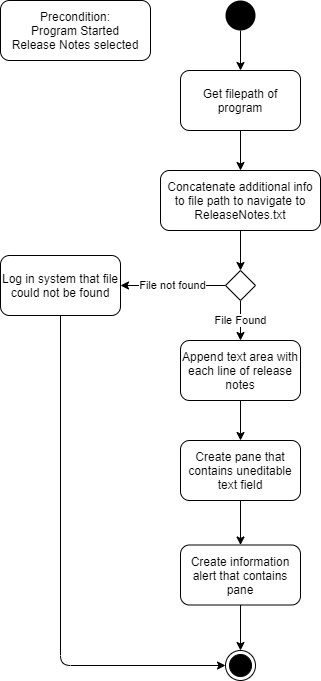 Precondition:
Program Started
Release Notes selected
Get filepath of
program
Concatenate additional info
to file path to navigate to
ReleaseNotes.txt
File not found
Log in system that file
could not be found
File Found
Append text area with
each line of release
notes
Create pane that
contains uneditable
text field
Create information
alert that contains
pane